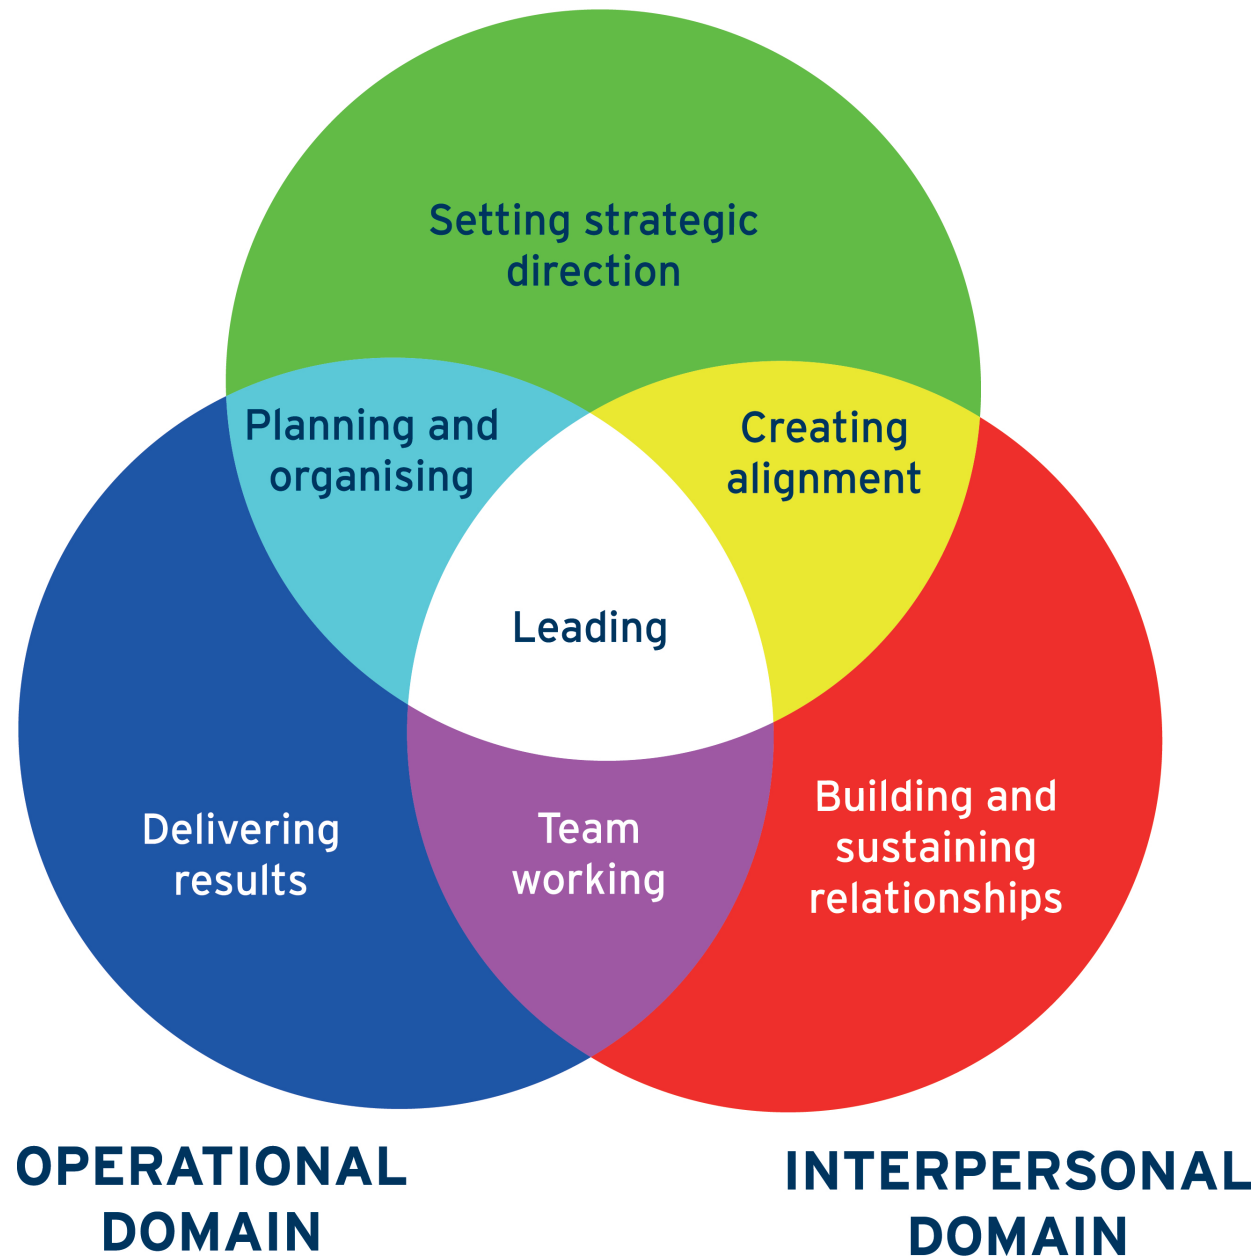 Setting strategic
direction
Planning and
organising
Creating
alignment
Leading
Delivering
results
Team
working
Building and
sustaining
relationships
OPERATIONAL
DOMAIN
INTERPERSONAL
DOMAIN